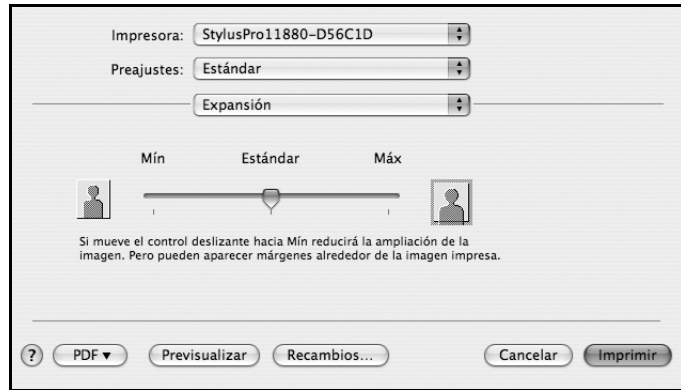 Impresora: StylusPro11880-D56C1D
Preajustes: Estándar
Expansión
Mín Estándar Máx
Si mueve el control deslizante hacia Mín reducirá la ampliación de la
imagen. Pero pueden aparecer márgenes alrededor de la imagen impresa.
? PDF▼ Previsualizar Recambios... Cancelar Imprimir